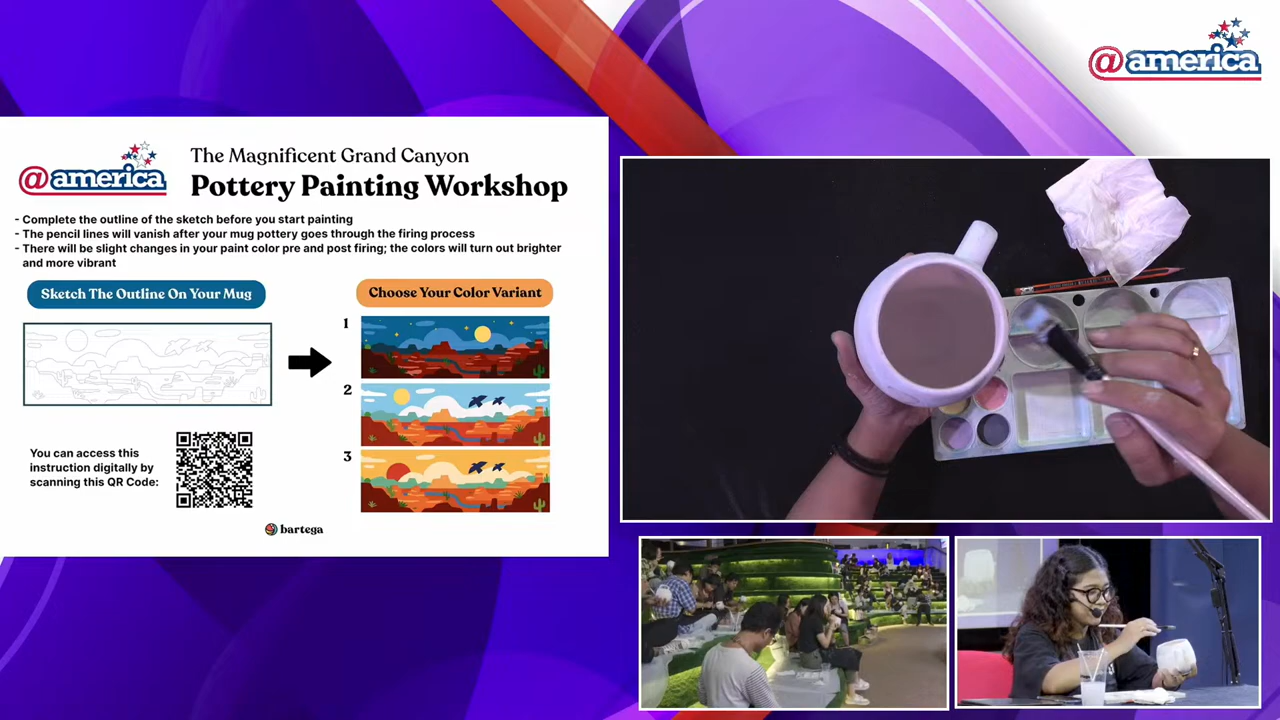 @america
@america
The Magnificent Grand Canyon
Pottery Painting Workshop
- Complete the outline of the sketch before you start painting
- The pencil lines will vanish after your mug pottery goes through the firing process
- There will be slight changes in your paint color pre and post firing; the colors will turn out brighter
and more vibrant
Sketch The Outline On Your Mug
Choose Your Color Variant
1
2
3
You can access this
instruction digitally by
scanning this QR Code:
bartega